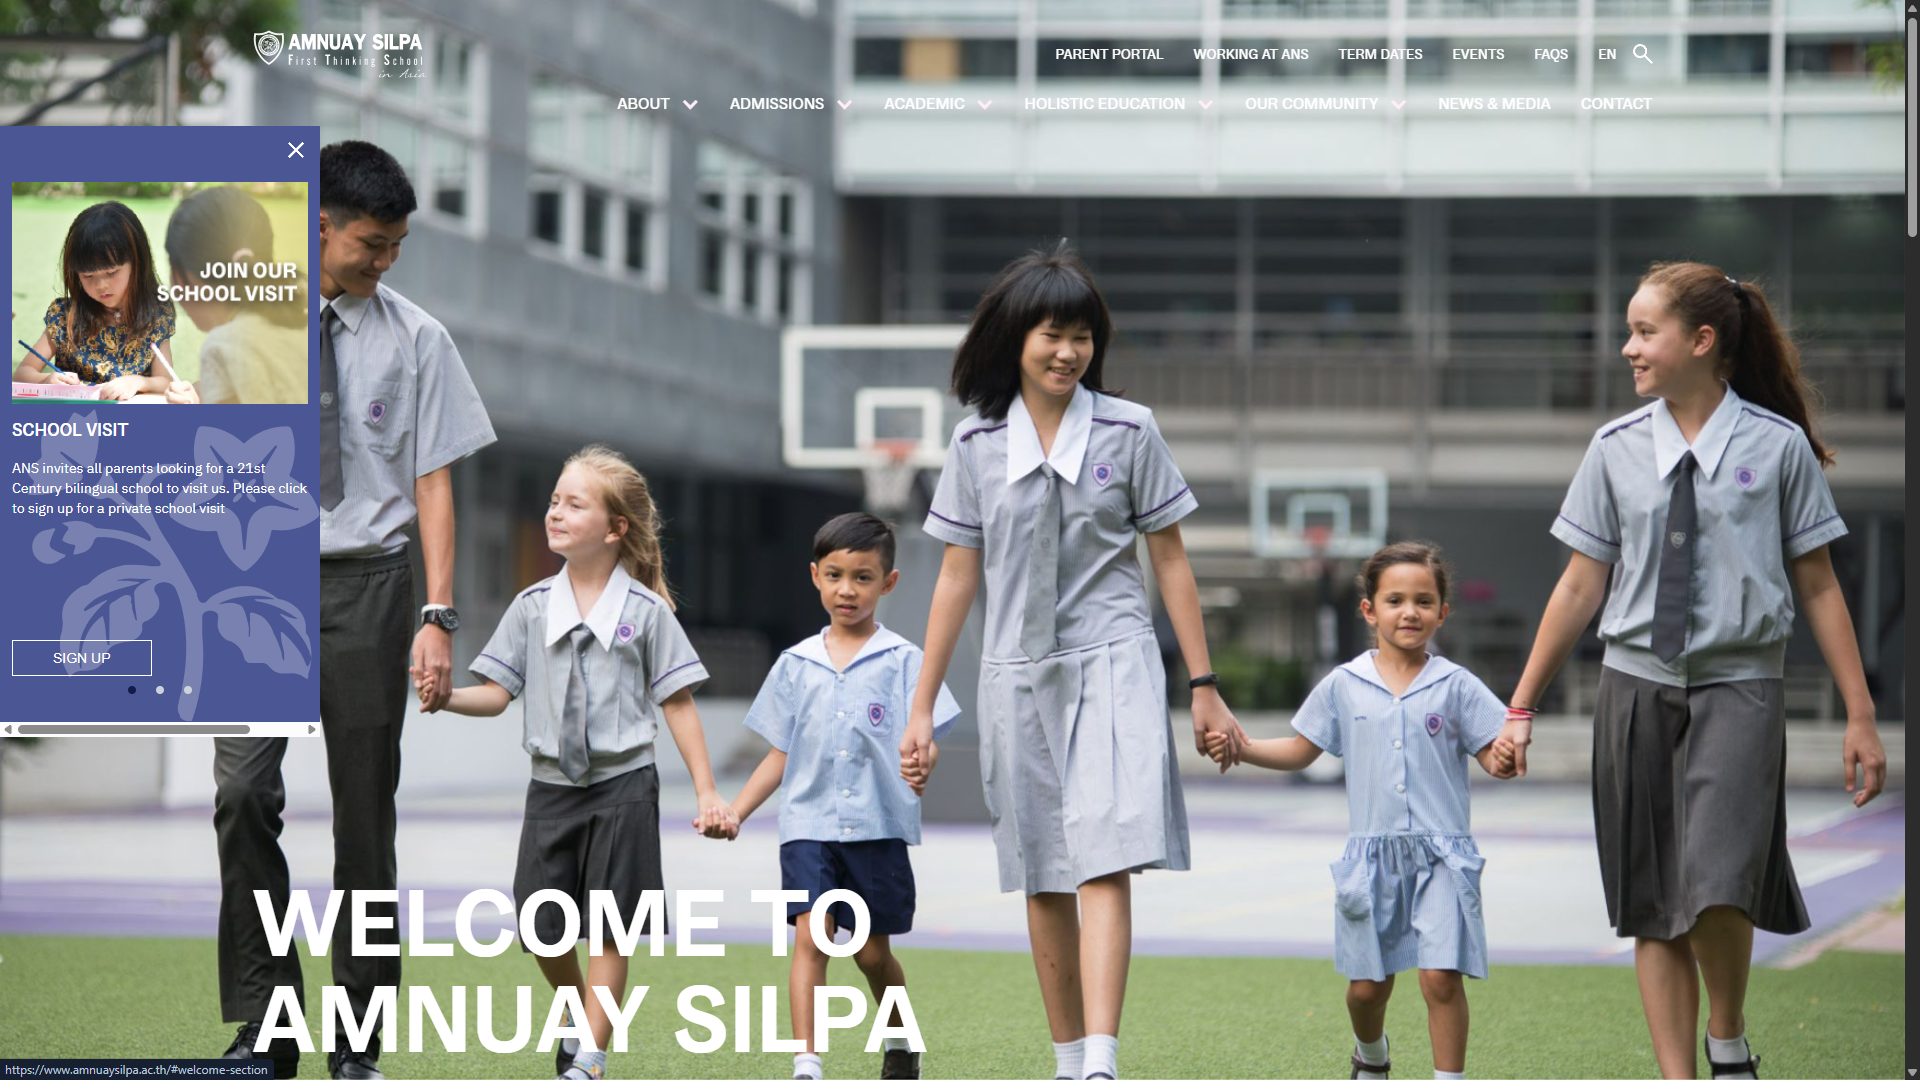 AMNUAY SILPA
First Thinking School
in Asia
PARENT PORTAL
WORKING AT ANS
TERM DATES
EVENTS
FAQS
EN
ABOUT
ADMISSIONS
ACADEMIC
HOLISTIC EDUCATION
OUR COMMUNITY
NEWS & MEDIA
CONTACT
JOIN OUR
SCHOOL VISIT
SCHOOL VISIT
ANS invites all parents looking for a 21st
Century bilingual school to visit us. Please click
to sign up for a private school visit
SIGN UP
WELCOME TO
AMNUAY SILPA
https://www.amnuaysilpa.ac.th/#welcome-section